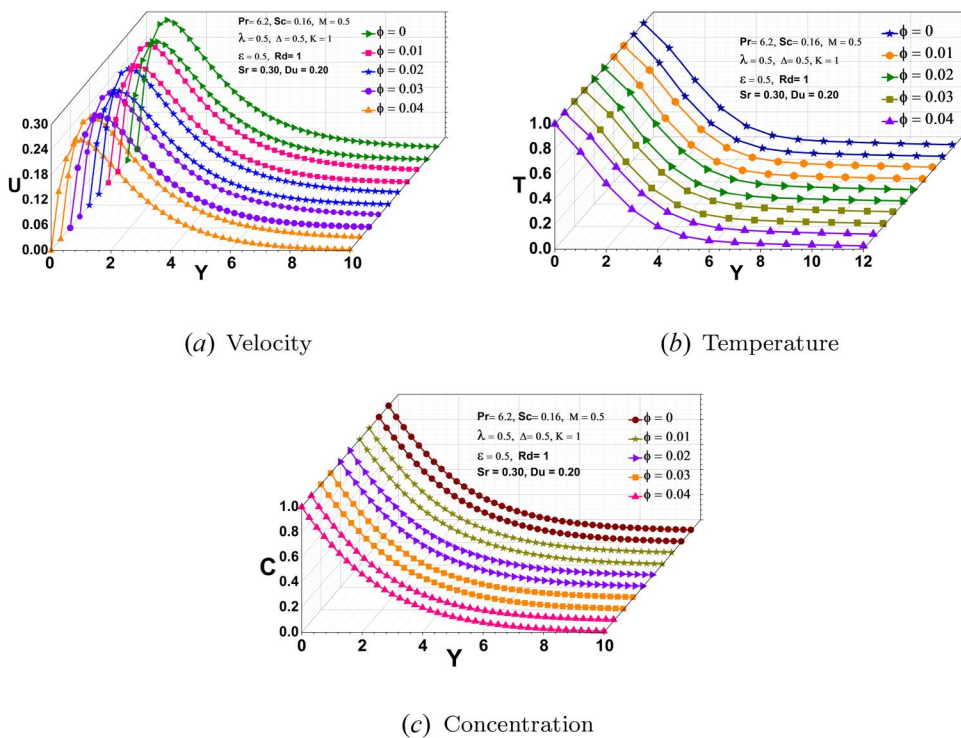 Pr= 6.2, Sc= 0.16, M = 0.5
λ = 0.5, Δ = 0.5, K = 1
ε = 0.5, Rd= 1
Sr = 0.30, Du = 0.20
ϕ = 0
ϕ = 0.01
ϕ = 0.02
ϕ = 0.03
ϕ = 0.04
0.30
0.24
0.18
0.12
0.06
0.00
U
0 2 4 6 8 10
Y
(a) Velocity
Pr= 6.2, Sc= 0.16, M = 0.5
λ = 0.5, Δ = 0.5, K = 1
ε = 0.5, Rd= 1
Sr = 0.30, Du = 0.20
ϕ = 0
ϕ = 0.01
ϕ = 0.02
ϕ = 0.03
ϕ = 0.04
1.0
0.8
0.6
0.4
0.2
0.0
T
0 2 4 6 8 10 12
Y
(b) Temperature
Pr= 6.2, Sc= 0.16, M = 0.5
λ = 0.5, Δ = 0.5, K = 1
ε = 0.5, Rd= 1
Sr = 0.30, Du = 0.20
ϕ = 0
ϕ = 0.01
ϕ = 0.02
ϕ = 0.03
ϕ = 0.04
1.0
0.8
0.6
0.4
0.2
0.0
C
0 2 4 6 8 10
Y
(c) Concentration